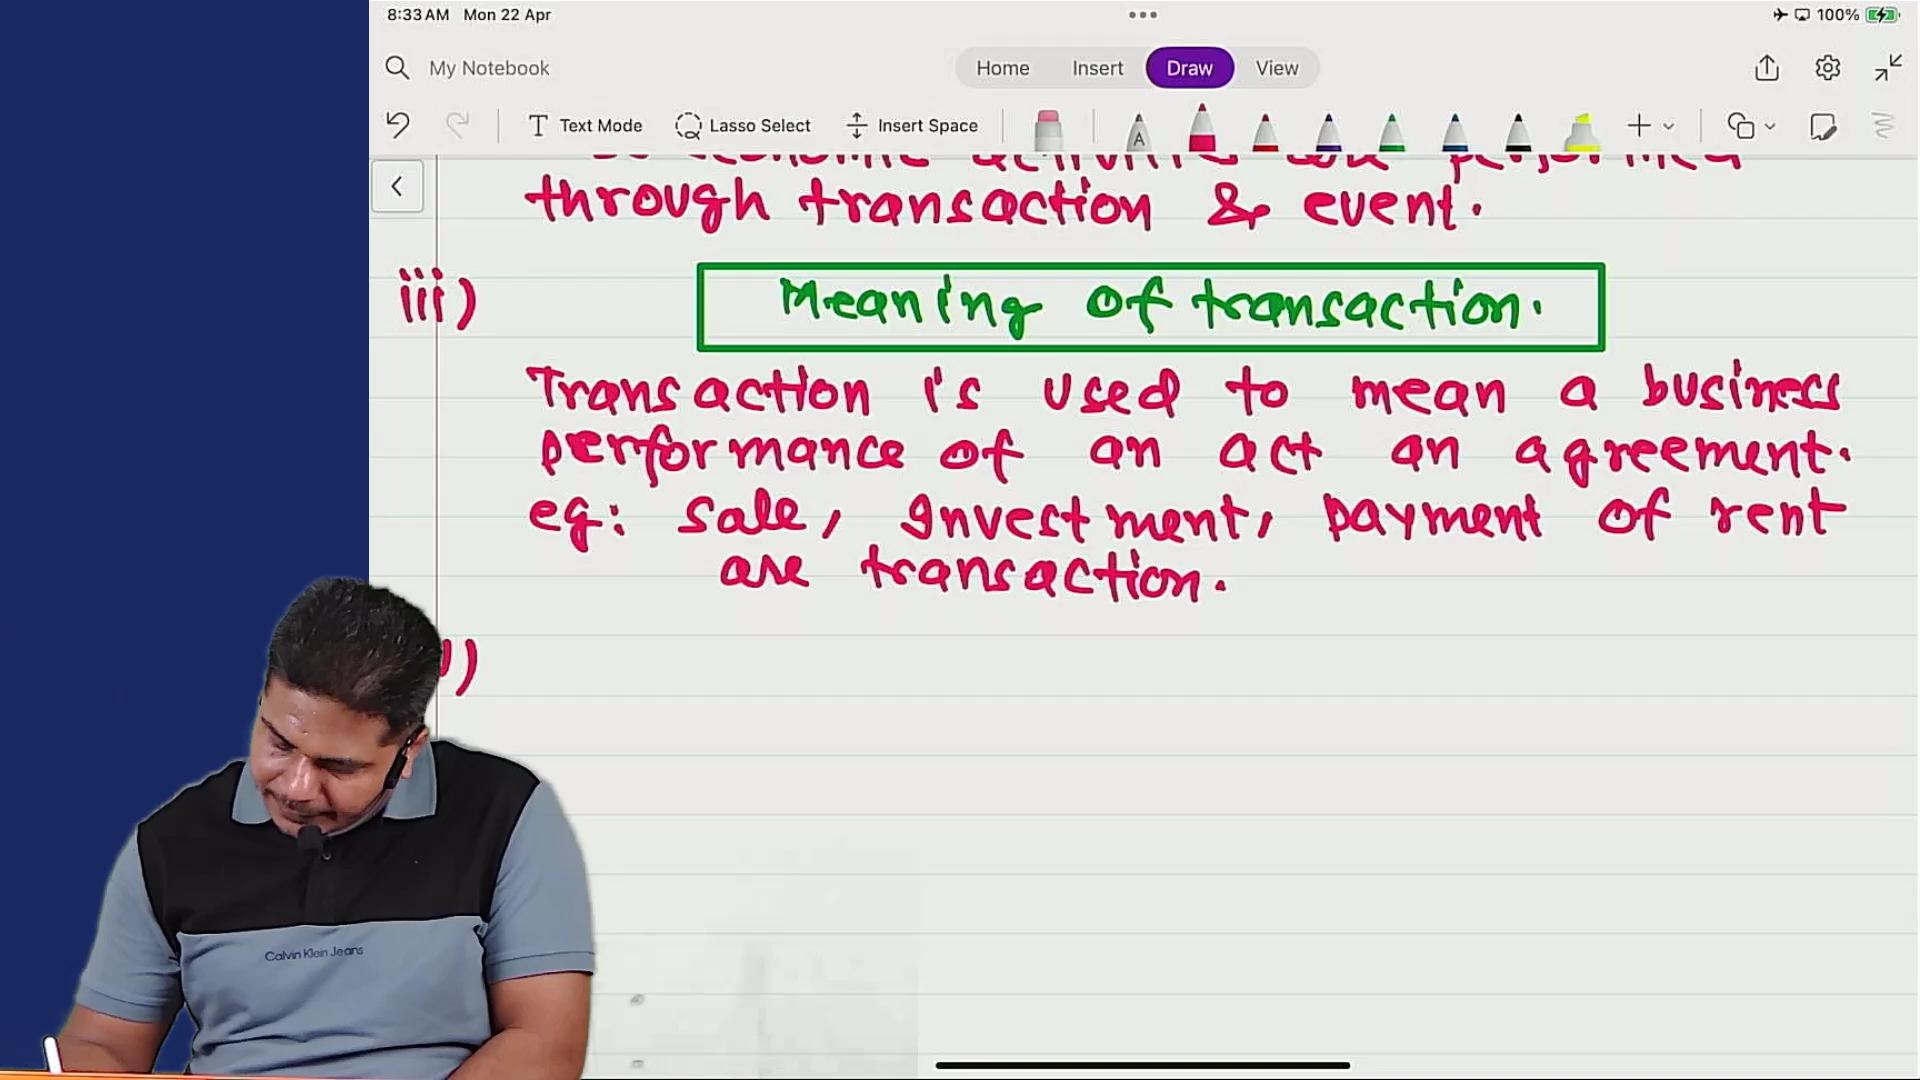 8:33 AM Mon 22 Apr
100%
My Notebook
Home Insert Draw View
Text Mode Lasso Select Insert Space
A
through transaction & event.
iii) Meaning of transaction.
Transaction is used to mean a business
performance of an act an agreement.
eg: Sale, Investment, Payment of rent
are transaction.
Calvin Klein Jeans